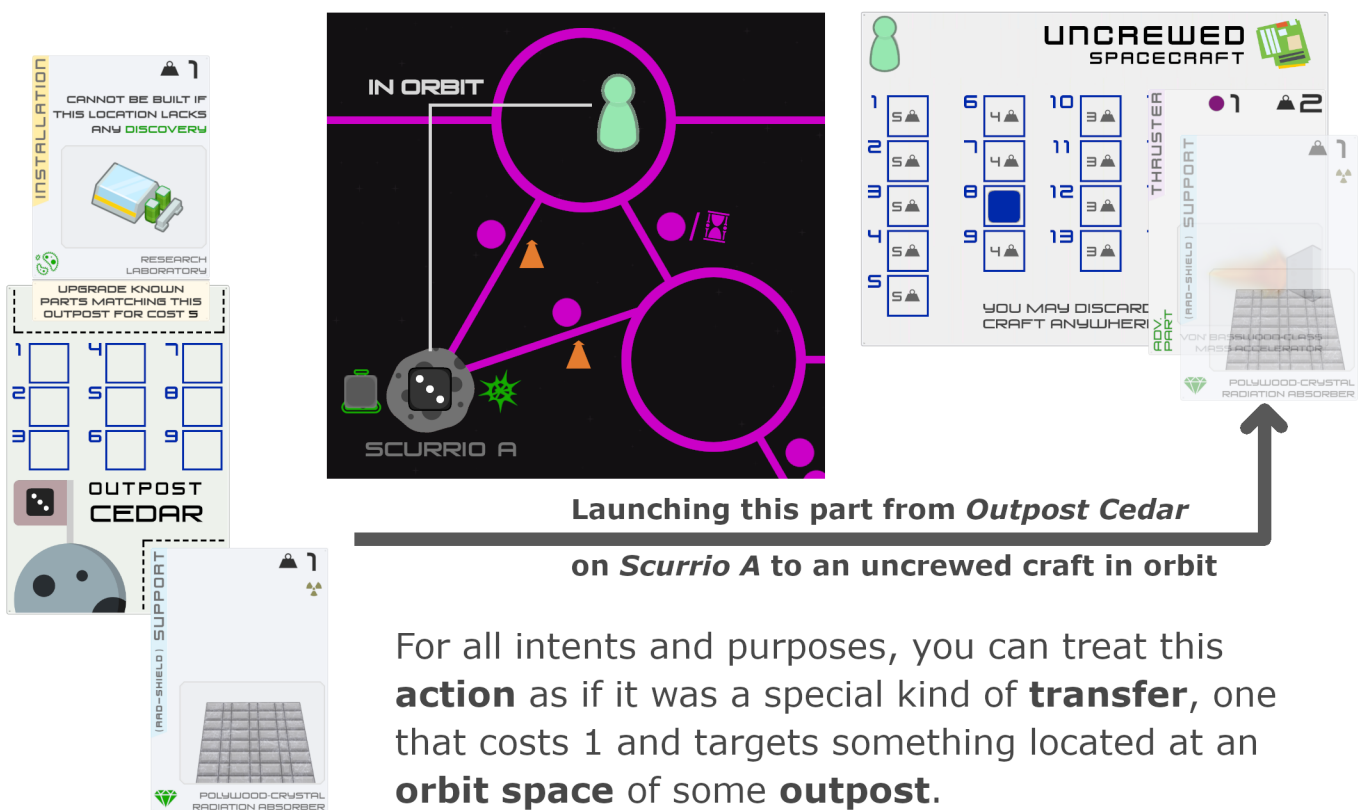 INSTALLATION
1
CANNOT BE BUILT IF
THIS LOCATION LACKS
ANY DISCOVERY
RESEARCH
LABORATORY
UPGRADE KNOWN
PARTS MATCHING THIS
OUTPOST FOR COST 5
1 4 7
2 5 8
3 6 9
OUTPOST
CEDAR
(RAD-SHIELD) SUPPORT
1
POLYWOOD-CRYSTAL
RADIATION ABSORBER
IN ORBIT
/
SCURRIO A
UNCREWED
SPACECRAFT
1 5 6 4 10 3
2 5 7 4 11 3
3 5 8 12 3
4 5 9 4 13 3
5 5
YOU MAY DISCARD
CRAFT ANYWHERE
THRUSTER
1 2
ADV.
PART
VON BASSWOOD-CLASS
MASS ACCELERATOR
(RAD-SHIELD) SUPPORT
1
POLYWOOD-CRYSTAL
RADIATION ABSORBER
Launching this part from Outpost Cedar
on Scurrio A to an uncrewed craft in orbit
For all intents and purposes, you can treat this
action as if it was a special kind of transfer, one
that costs 1 and targets something located at an
orbit space of some outpost.